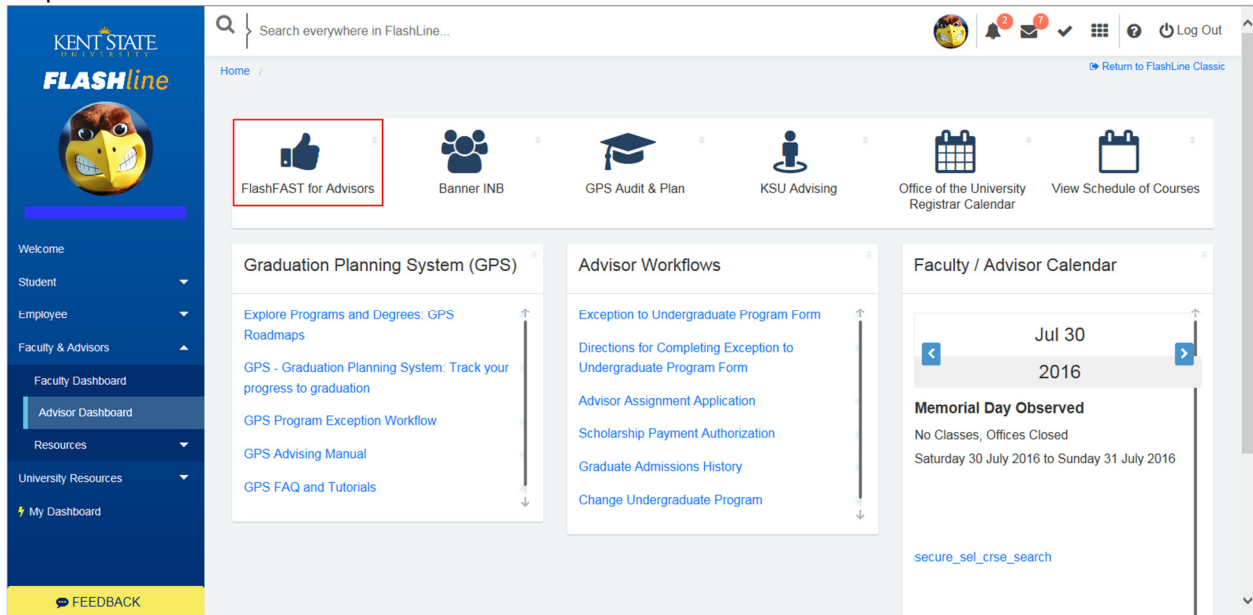 KENT STATE
UNIVERSITY
FLASHline
Welcome
Student
Employee
Faculty & Advisors
Faculty Dashboard
Advisor Dashboard
Resources
University Resources
My Dashboard
FEEDBACK
Search everywhere in FlashLine...
2
7
Log Out
Home /
Return to FlashLine Classic
FlashFAST for Advisors
Banner INB
GPS Audit & Plan
KSU Advising
Office of the University
Registrar Calendar
View Schedule of Courses
Graduation Planning System (GPS)
Explore Programs and Degrees: GPS
Roadmaps
GPS - Graduation Planning System: Track your
progress to graduation
GPS Program Exception Workflow
GPS Advising Manual
GPS FAQ and Tutorials
Advisor Workflows
Exception to Undergraduate Program Form
Directions for Completing Exception to
Undergraduate Program Form
Advisor Assignment Application
Scholarship Payment Authorization
Graduate Admissions History
Change Undergraduate Program
Faculty / Advisor Calendar
Jul 30
2016
Memorial Day Observed
No Classes, Offices Closed
Saturday 30 July 2016 to Sunday 31 July 2016
secure_sel_crse_search